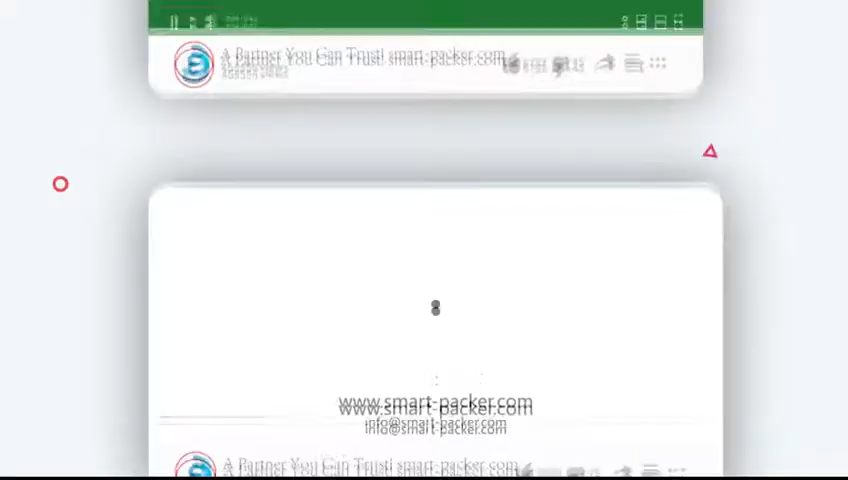 A Partner You Can Trust! smart-packer.com
www.smart-packer.com
info@smart-packer.com
A Partner You Can Trust! smart-packer.com